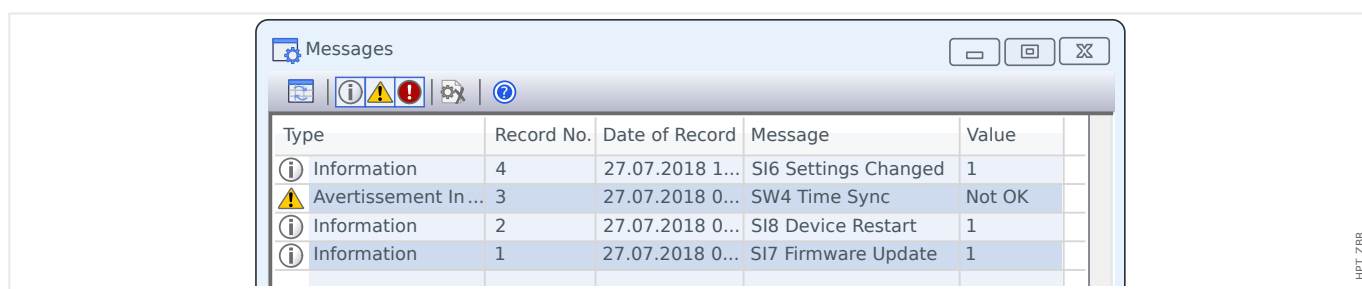 Messages
Type Record No. Date of Record Message Value
Information 4 27.07.2018 1... SI6 Settings Changed 1
Avertissement In... 3 27.07.2018 0... SW4 Time Sync Not OK
Information 2 27.07.2018 0... SI8 Device Restart 1
Information 1 27.07.2018 0... SI7 Firmware Update 1